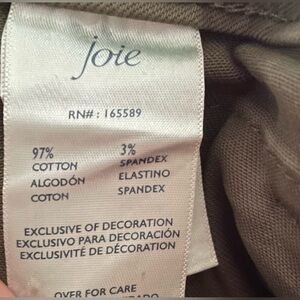 joie
RN#: 165589
97% 3%
COTTON SPANDEX
ALGODÓN ELASTINO
COTON SPANDEX
EXCLUSIVE OF DECORATION
EXCLUSIVO PARA DECORACIÓN
EXCLUSIVITÉ DE DÉCORATION
OVER FOR CARE